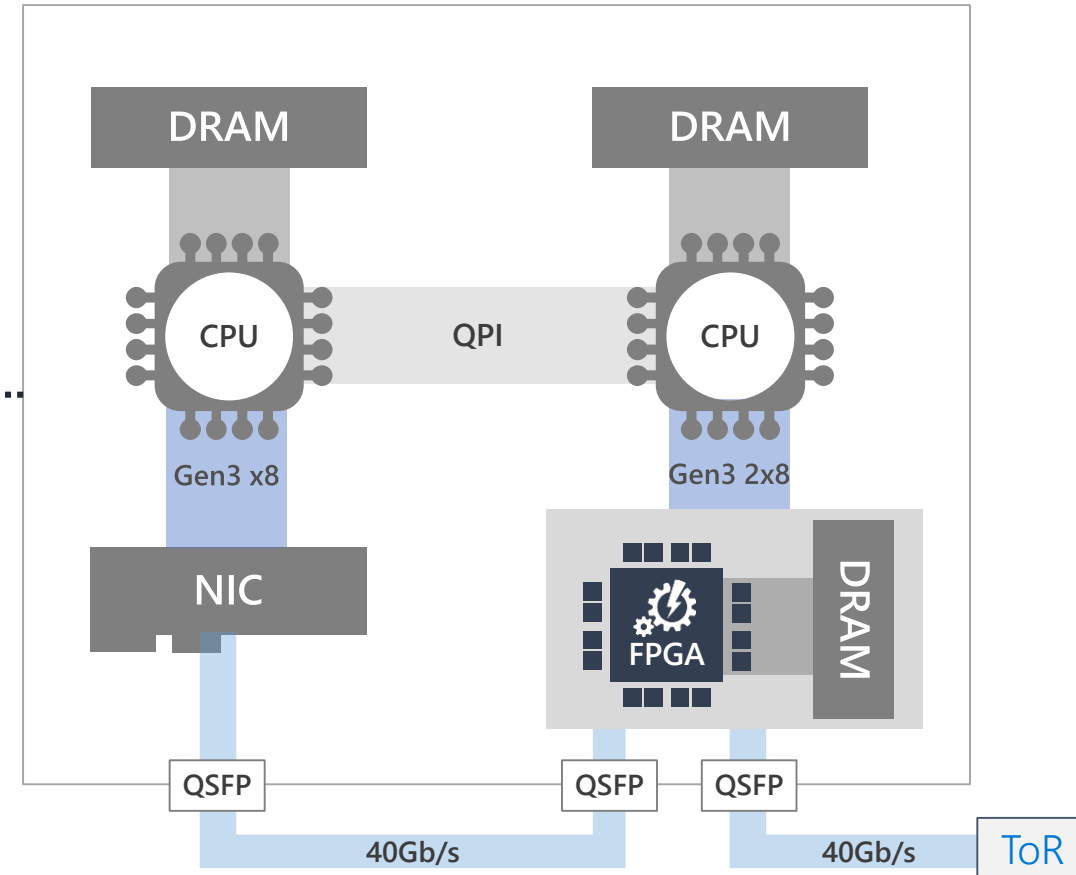 DRAM
DRAM
CPU
QPI
CPU
Gen3 x8
Gen3 2x8
NIC
FPGA
DRAM
QSFP
QSFP
QSFP
40Gb/s
40Gb/s
ToR